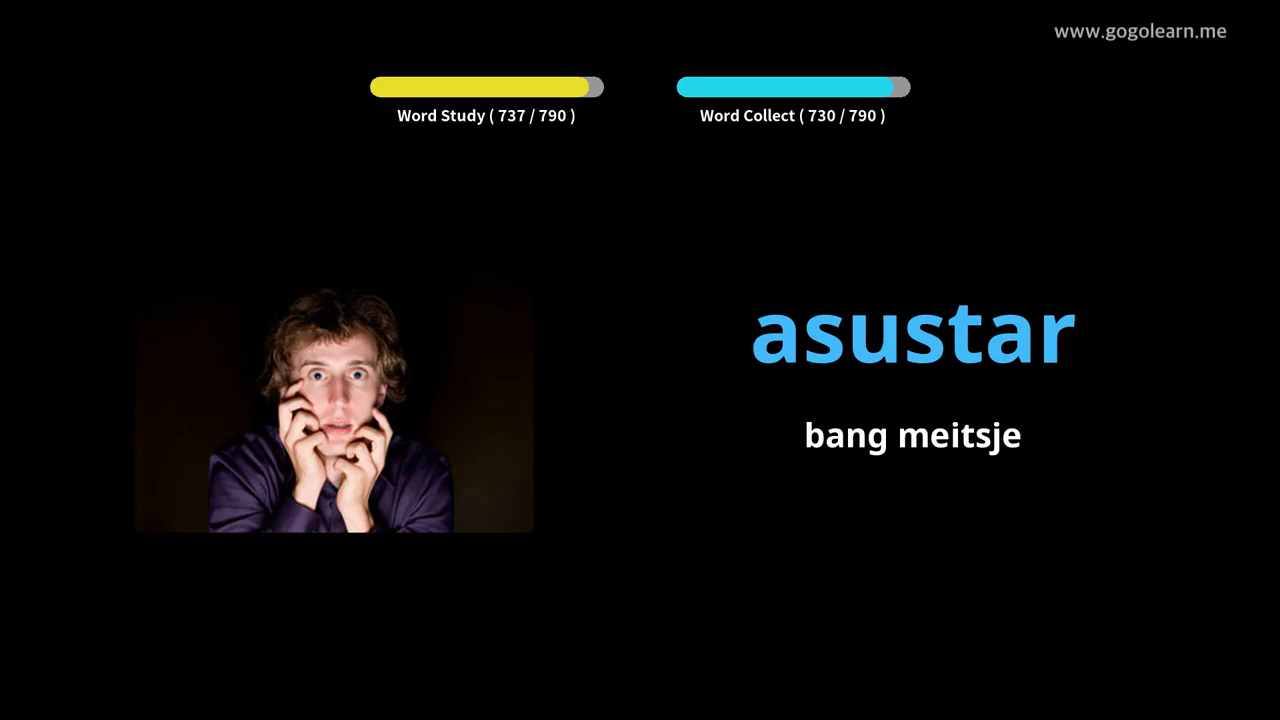 www.gogolearn.me
Word Study ( 737 / 790 )
Word Collect ( 730 / 790 )
asustar
bang meitsje